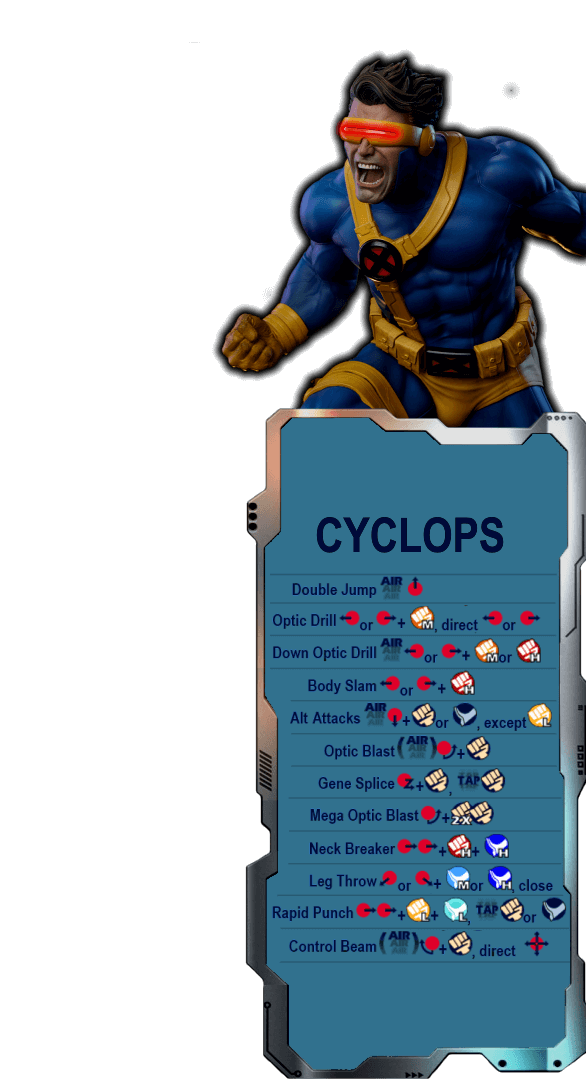 CYCLOPS
Double Jump AIR
Optic Drill or + M, direct or
Down Optic Drill AIR or + M or H
Body Slam or + H
Alt Attacks AIR + or , except L
Optic Blast (AIR) +
Gene Splice Z + , TAP
Mega Optic Blast + 2X
Neck Breaker + H + H
Leg Throw or + M or H, close
Rapid Punch + L + L, TAP or
Control Beam (AIR) + , direct